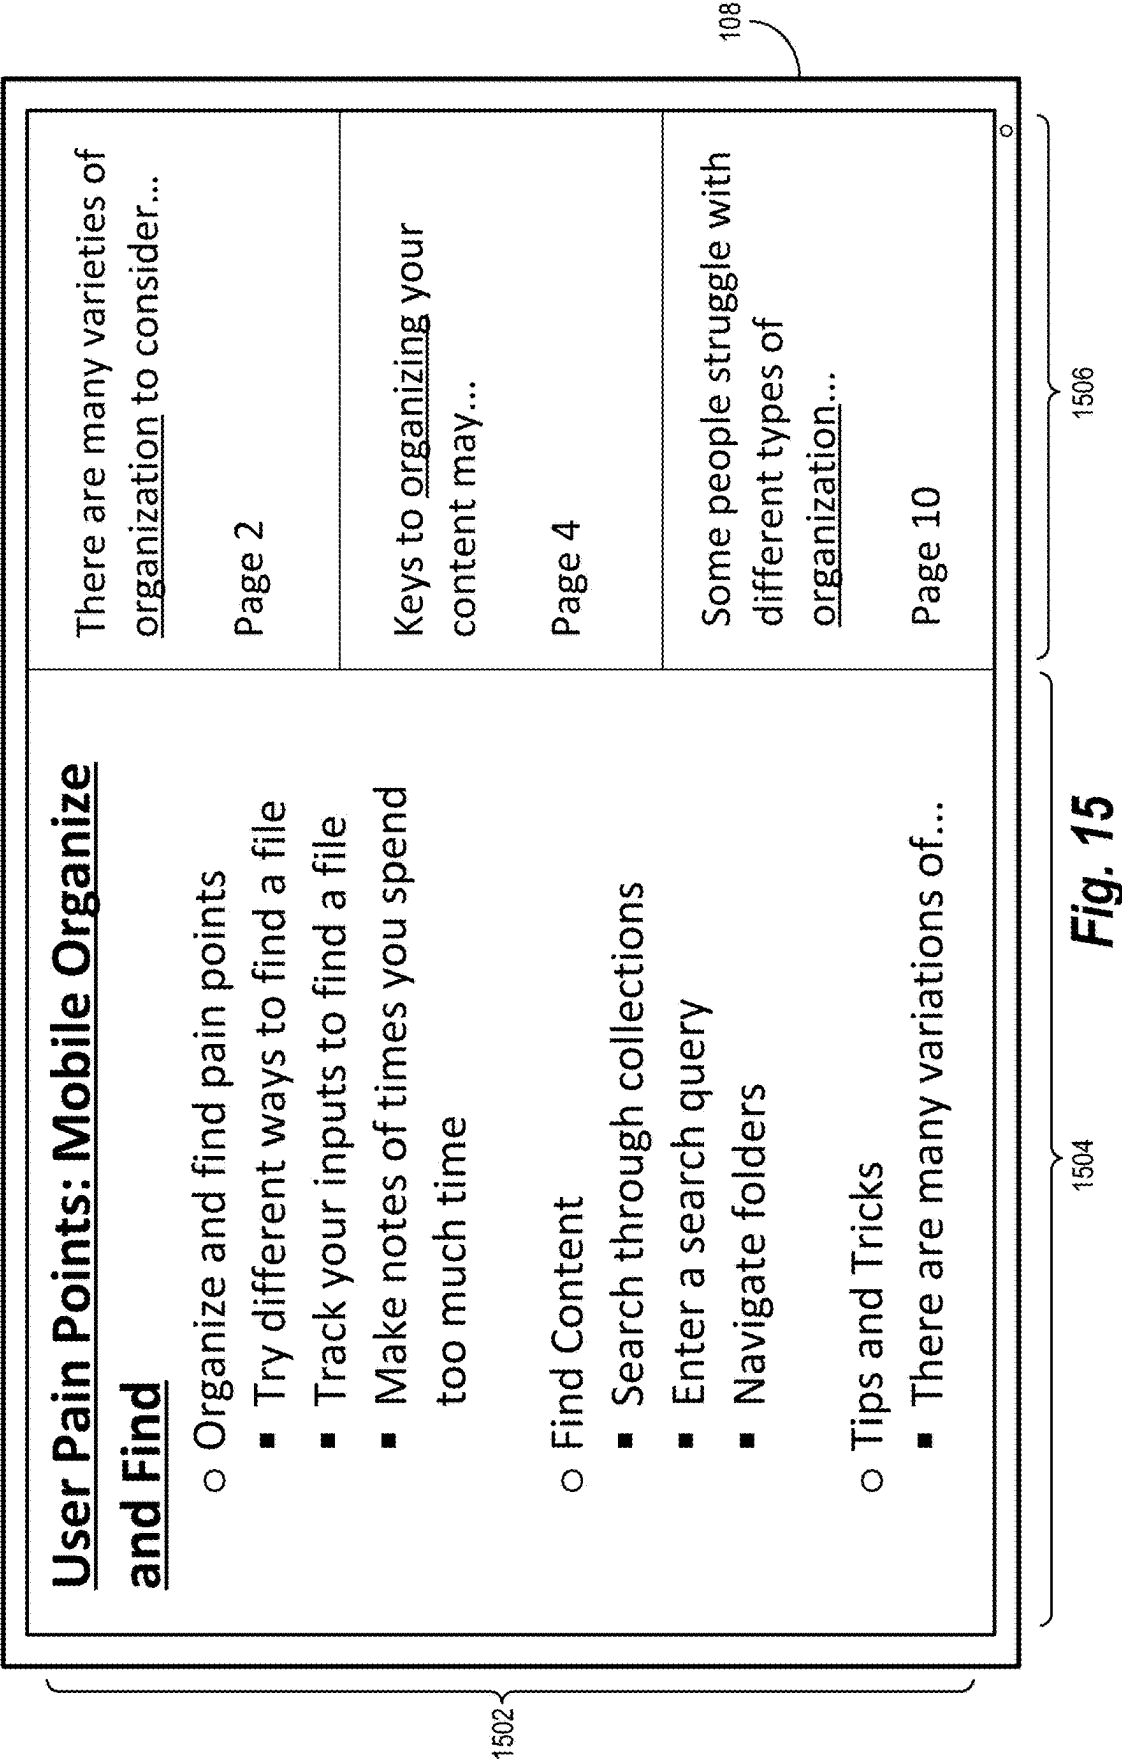 108
User Pain Points: Mobile Organize
and Find
○ Organize and find pain points
▪ Try different ways to find a file
▪ Track your inputs to find a file
▪ Make notes of times you spend
too much time
○ Find Content
▪ Search through collections
▪ Enter a search query
▪ Navigate folders
○ Tips and Tricks
▪ There are many variations of...
There are many varieties of
organization to consider...
Page 2
Keys to organizing your
content may...
Page 4
Some people struggle with
different types of
organization...
Page 10
1502
1504
1506
Fig. 15